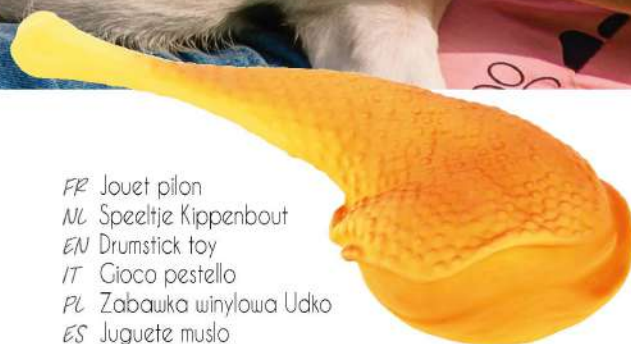 FR Jouet pilon
NL Speeltje Kippenbout
EN Drumstick toy
IT Gioco pestello
PL Zabawka winylowa Udko
ES Juguete muslo